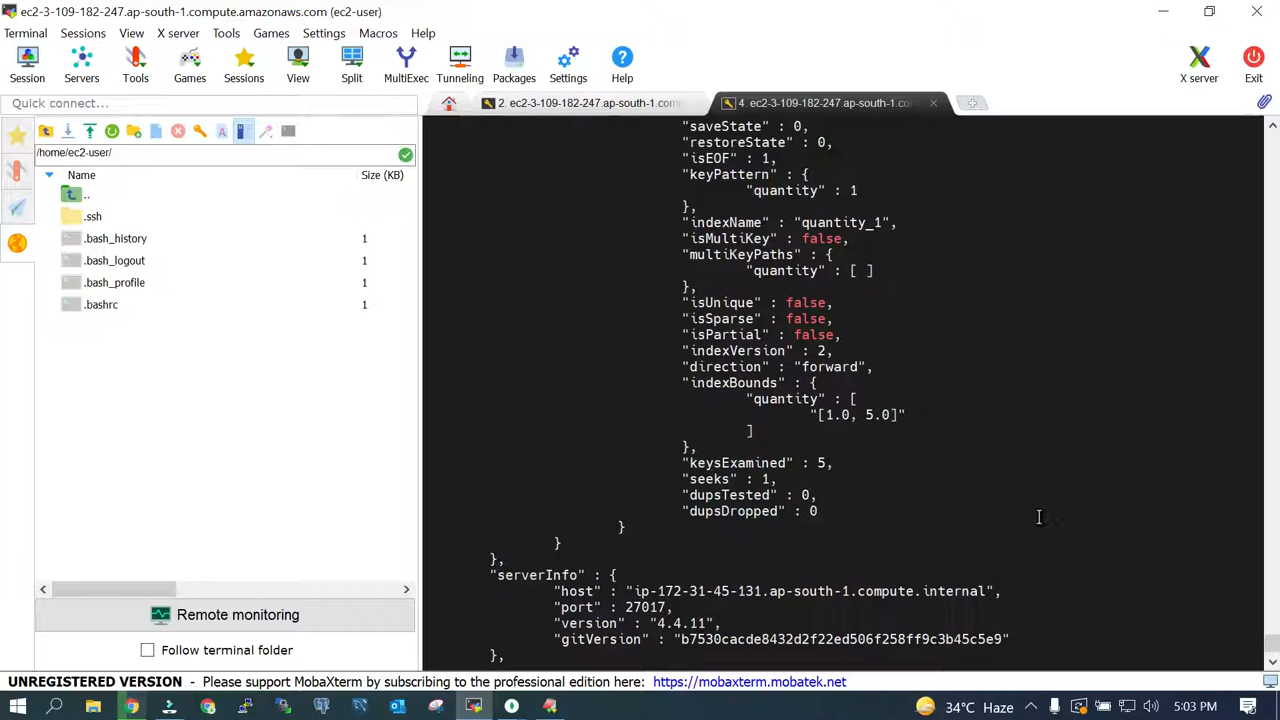 ec2-3-109-182-247.ap-south-1.compute.amazonaws.com (ec2-user)
Terminal Sessions View X server Tools Games Settings Macros Help
Session Servers Tools Games Sessions View Split MultiExec Tunneling Packages Settings Help X server Exit
Quick connect...
2. ec2-3-109-182-247.ap-south-1.com
4. ec2-3-109-182-247.ap-south-1.co
/home/ec2-user/
Name Size (KB)
..
.ssh
.bash_history 1
.bash_logout 1
.bash_profile 1
.bashrc 1
Remote monitoring
Follow terminal folder
"saveState" : 0,
"restoreState" : 0,
"isEOF" : 1,
"keyPattern" : {
"quantity" : 1
},
"indexName" : "quantity_1",
"isMultiKey" : false,
"multiKeyPaths" : {
"quantity" : [ ]
},
"isUnique" : false,
"isSparse" : false,
"isPartial" : false,
"indexVersion" : 2,
"direction" : "forward",
"indexBounds" : {
"quantity" : [
"[1.0, 5.0]"
]
},
"keysExamined" : 5,
"seeks" : 1,
"dupsTested" : 0,
"dupsDropped" : 0
}
}
},
"serverInfo" : {
"host" : "ip-172-31-45-131.ap-south-1.compute.internal",
"port" : 27017,
"version" : "4.4.11",
"gitVersion" : "b7530cacde8432d2f22ed506f258ff9c3b45c5e9"
},
UNREGISTERED VERSION - Please support MobaXterm by subscribing to the professional edition here: https://mobaxterm.mobatek.net
34°C Haze 5:03 PM